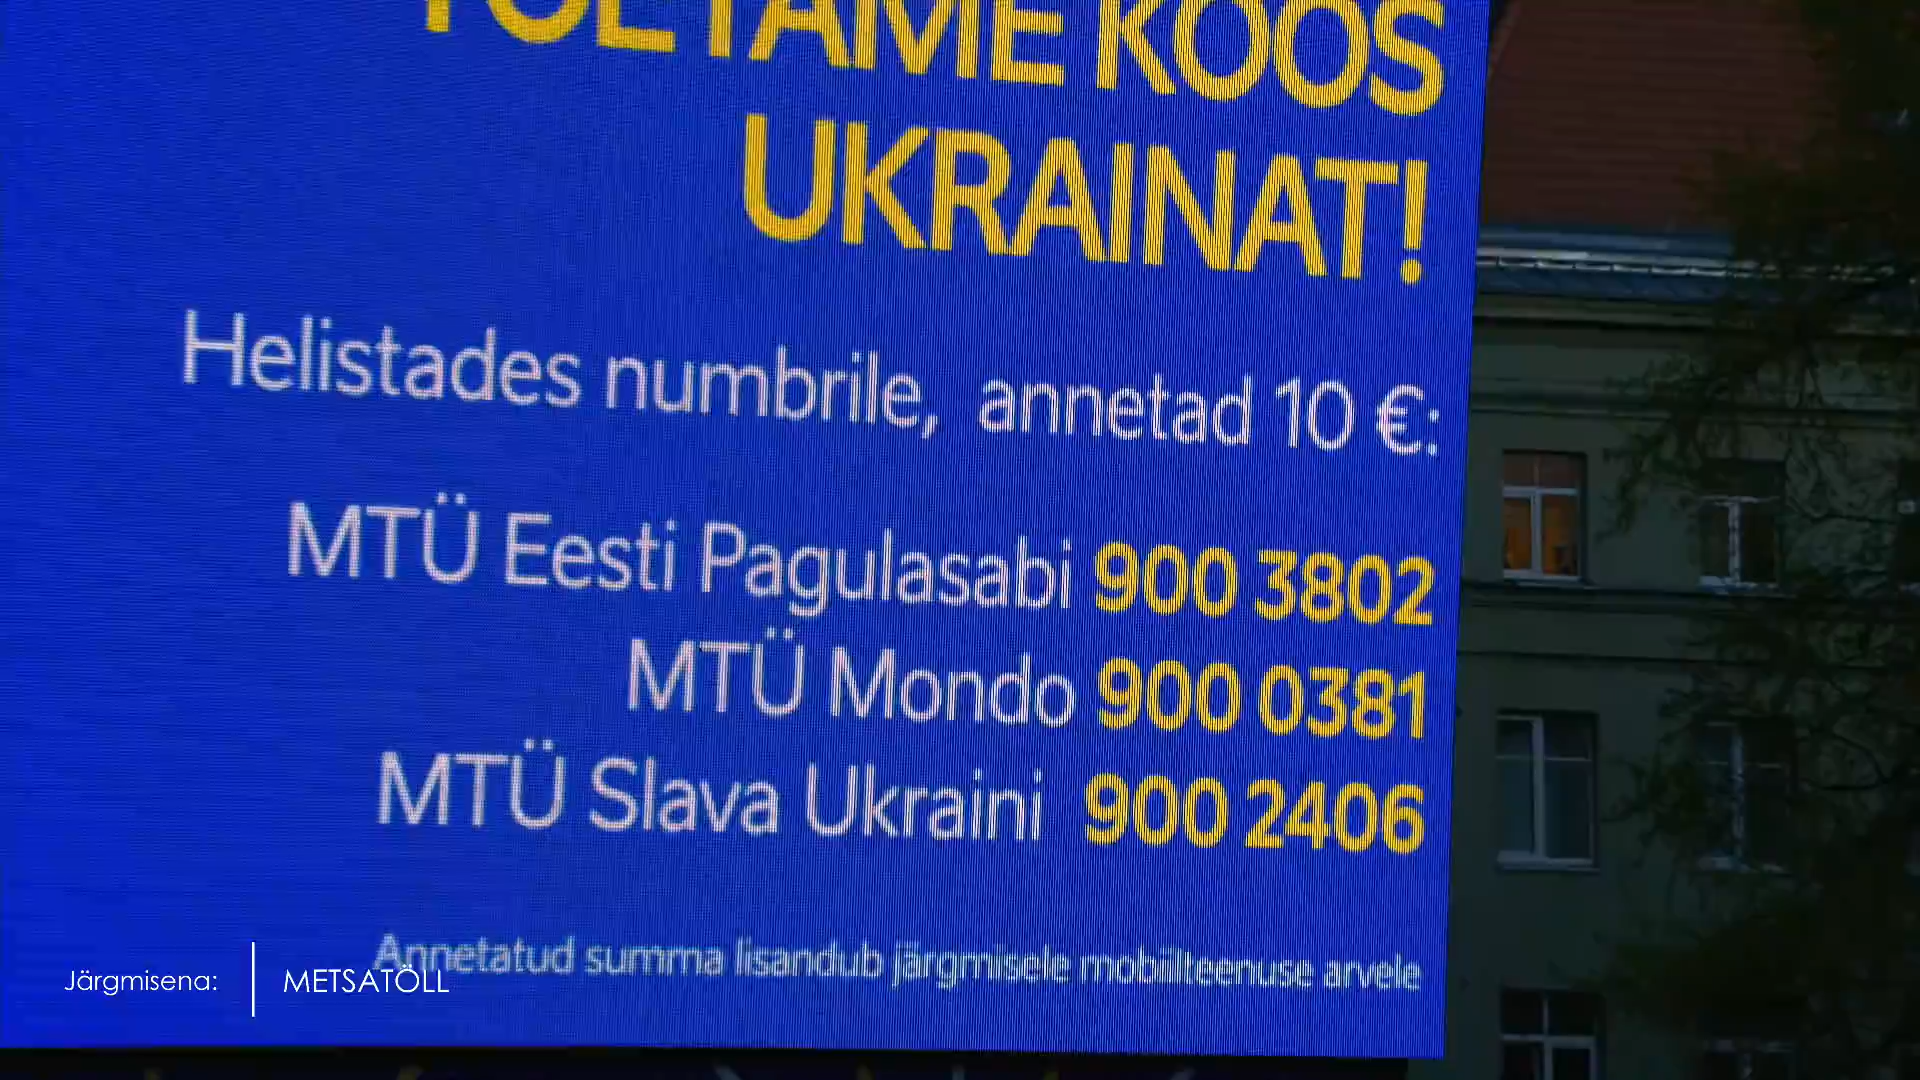 TOETAME KOOS
UKRAINAT!
Helistades numbrile, annetad 10 €:
MTÜ Eesti Pagulasabi 900 3802
MTÜ Mondo 900 0381
MTÜ Slava Ukraini 900 2406
Annetatud summa lisandub järgmisele mobiilteenuse arvele
Järgmisena: METSATÖLL